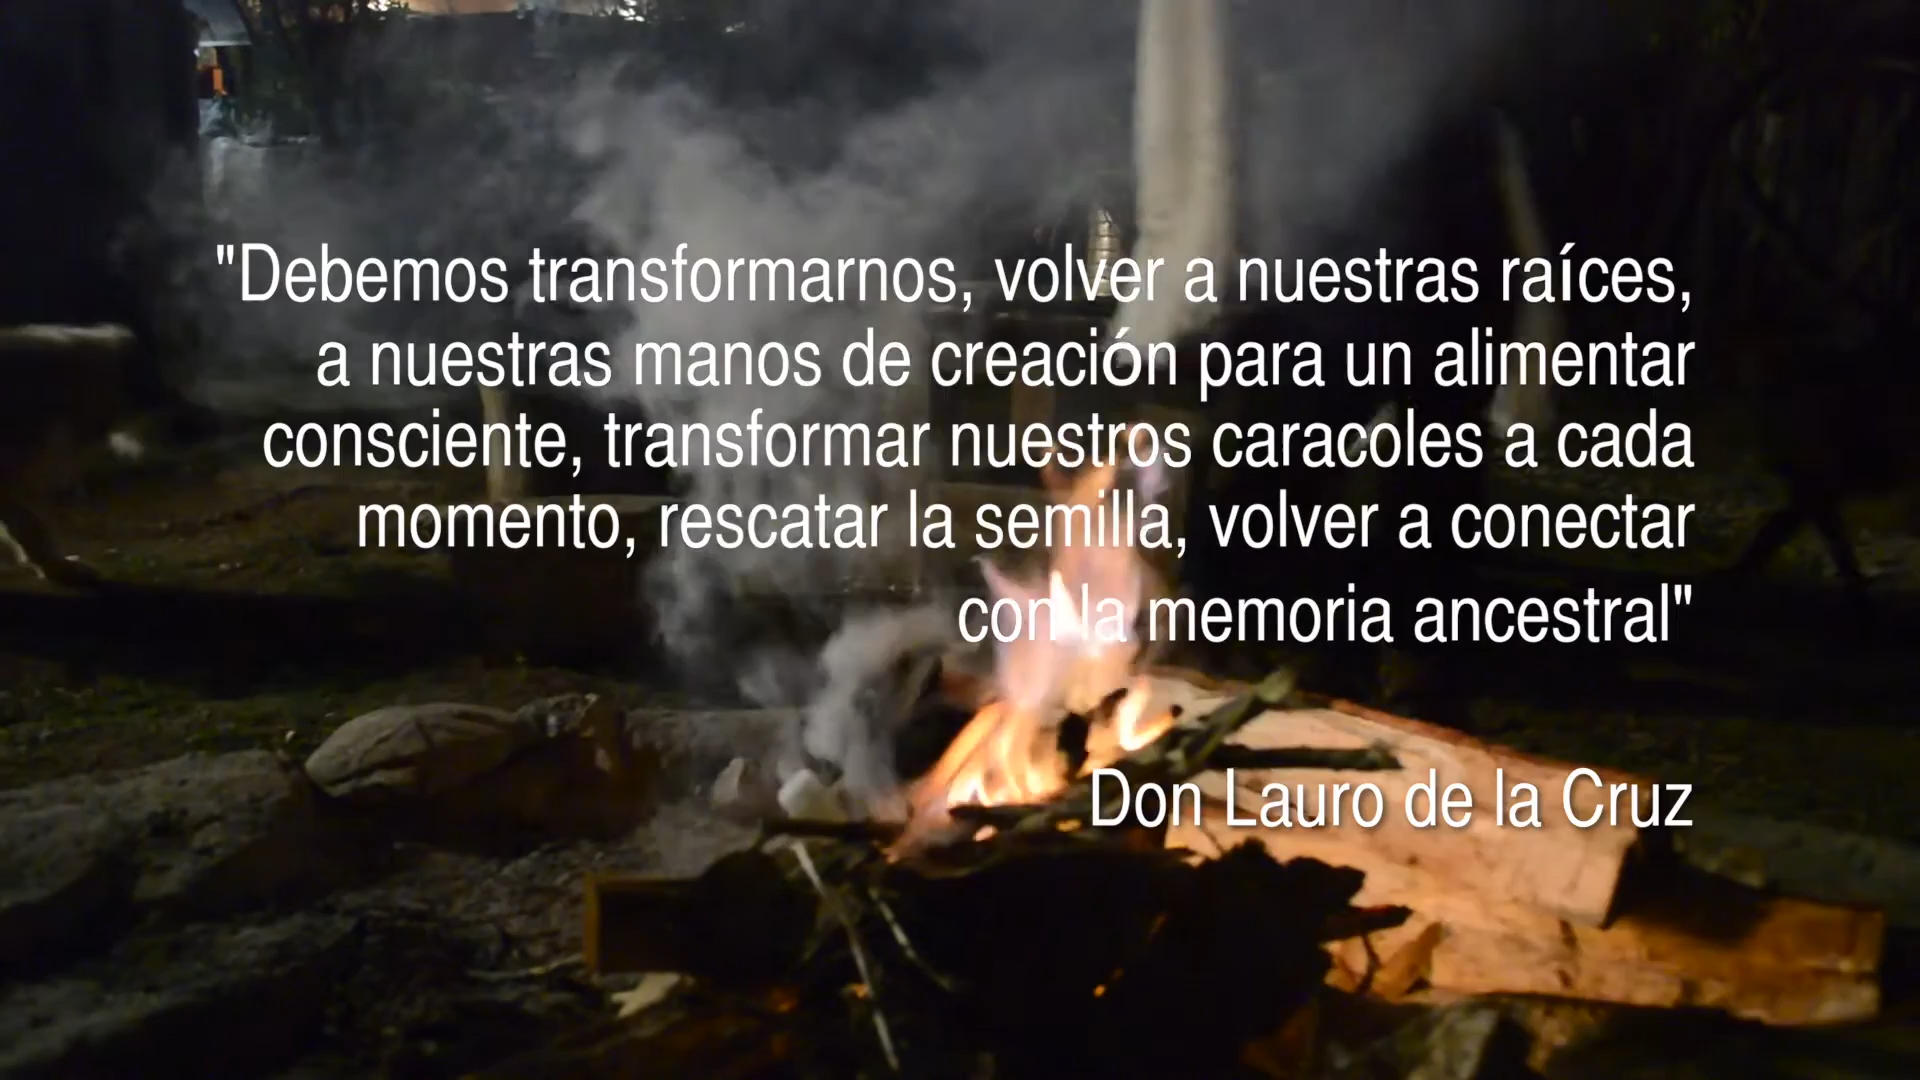 "Debemos transformarnos, volver a nuestras raíces,
a nuestras manos de creación para un alimentar
consciente, transformar nuestros caracoles a cada
momento, rescatar la semilla, volver a conectar
con la memoria ancestral"
Don Lauro de la Cruz